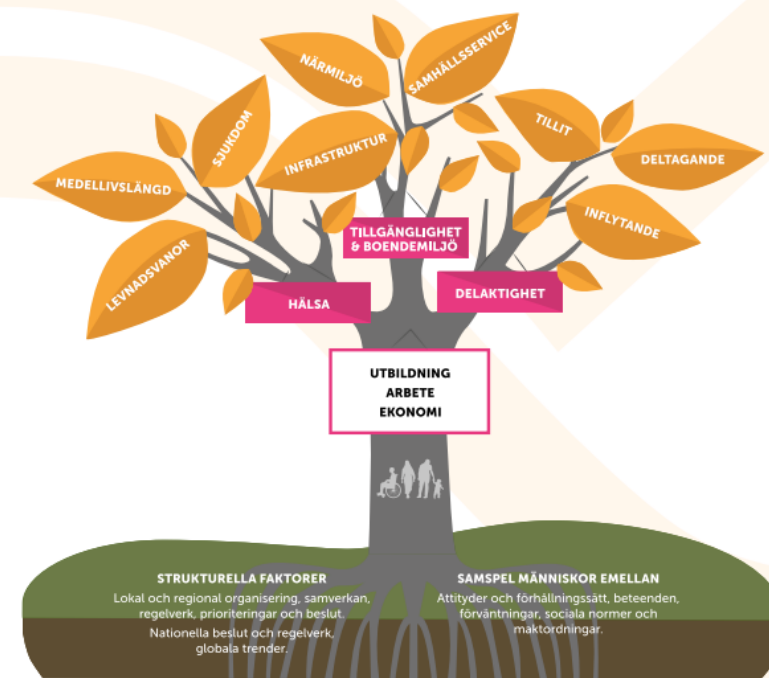 NÄRMILJÖ
SAMHÄLLSSERVICE
SJUKDOM
INFRASTRUKTUR
TILLIT
DELTAGANDE
MEDELLIVSLÄNGD
INFLYTANDE
LEVNADSVANOR
TILLGÄNGLIGHET
& BOENDEMILJÖ
HÄLSA
DELAKTIGHET
UTBILDNING
ARBETE
EKONOMI
STRUKTURELLA FAKTORER
Lokal och regional organisering, samverkan,
regelverk, prioriteringar och beslut.
Nationella beslut och regelverk,
globala trender.
SAMSPEL MÄNNISKOR EMELLAN
Attityder och förhållningssätt, beteenden,
förväntningar, sociala normer och
maktordningar.